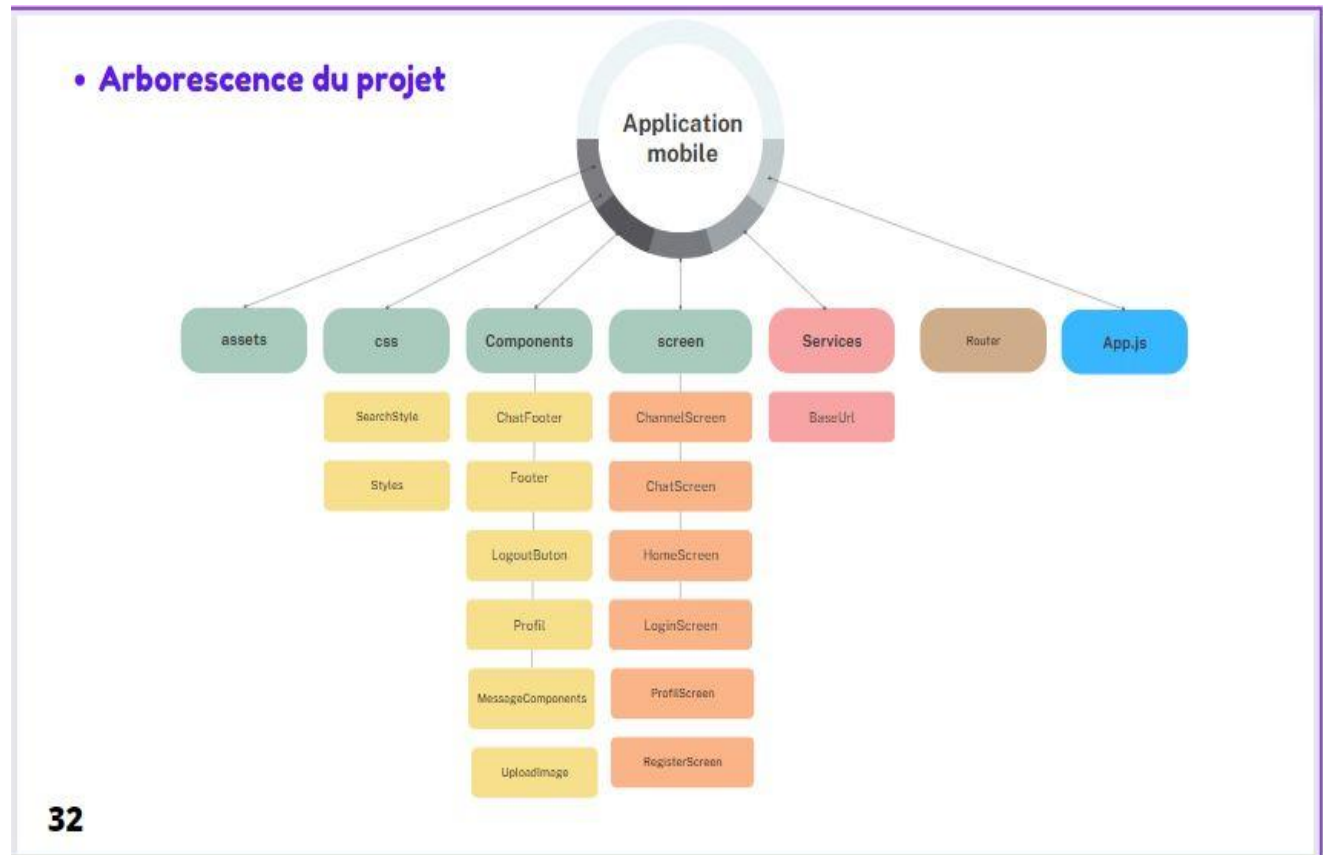 • Arborescence du projet
Application
mobile
assets
css
Components
screen
Services
Router
App.js
SearchStyle
ChatFooter
ChannelScreen
BaseUrl
Styles
Footer
ChatScreen
LogoutButon
HomeScreen
Profil
LoginScreen
MessageComponents
ProfilScreen
UploadImage
RegisterScreen
32